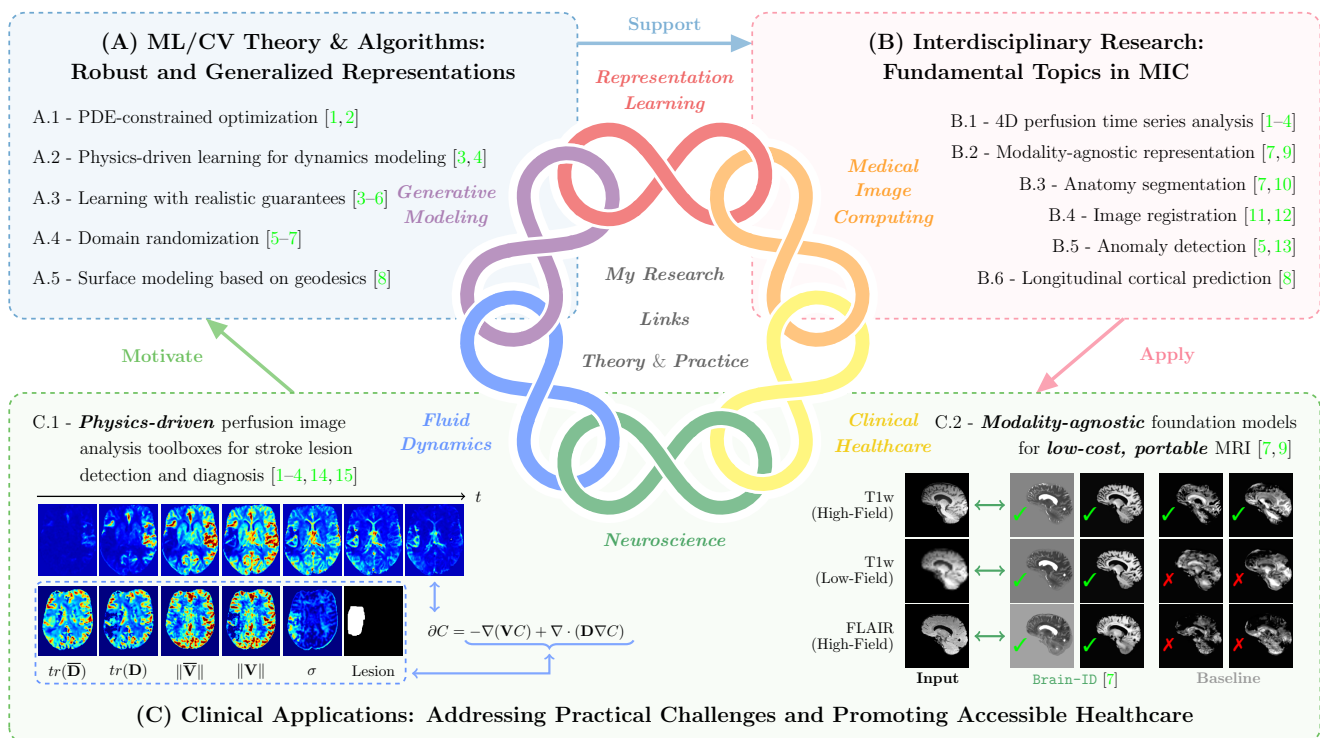 (A) ML/CV Theory & Algorithms:
Robust and Generalized Representations
A.1 - PDE-constrained optimization [1, 2]
A.2 - Physics-driven learning for dynamics modeling [3, 4]
A.3 - Learning with realistic guarantees [3–6]
A.4 - Domain randomization [5–7]
A.5 - Surface modeling based on geodesics [8]
Support
(B) Interdisciplinary Research:
Fundamental Topics in MIC
B.1 - 4D perfusion time series analysis [1–4]
B.2 - Modality-agnostic representation [7, 9]
B.3 - Anatomy segmentation [7, 10]
B.4 - Image registration [11, 12]
B.5 - Anomaly detection [5, 13]
B.6 - Longitudinal cortical prediction [8]
Representation
Learning
Generative
Modeling
Medical
Image
Computing
My Research
Links
Theory & Practice
Fluid
Dynamics
Clinical
Healthcare
Neuroscience
Motivate
Apply
C.1 - Physics-driven perfusion image
analysis toolboxes for stroke lesion
detection and diagnosis [1–4, 14, 15]
t
tr(D̅) tr(D) ‖V̅‖ ‖V‖ σ Lesion
∂C = −∇(VC) + ∇ · (D∇C)
C.2 - Modality-agnostic foundation models
for low-cost, portable MRI [7, 9]
T1w
(High-Field)
✓ ✓ ✓ ✓
T1w
(Low-Field)
✓ ✓ ✗ ✗
FLAIR
(High-Field)
✓ ✓ ✗ ✗
Input Brain-ID [7] Baseline
(C) Clinical Applications: Addressing Practical Challenges and Promoting Accessible Healthcare